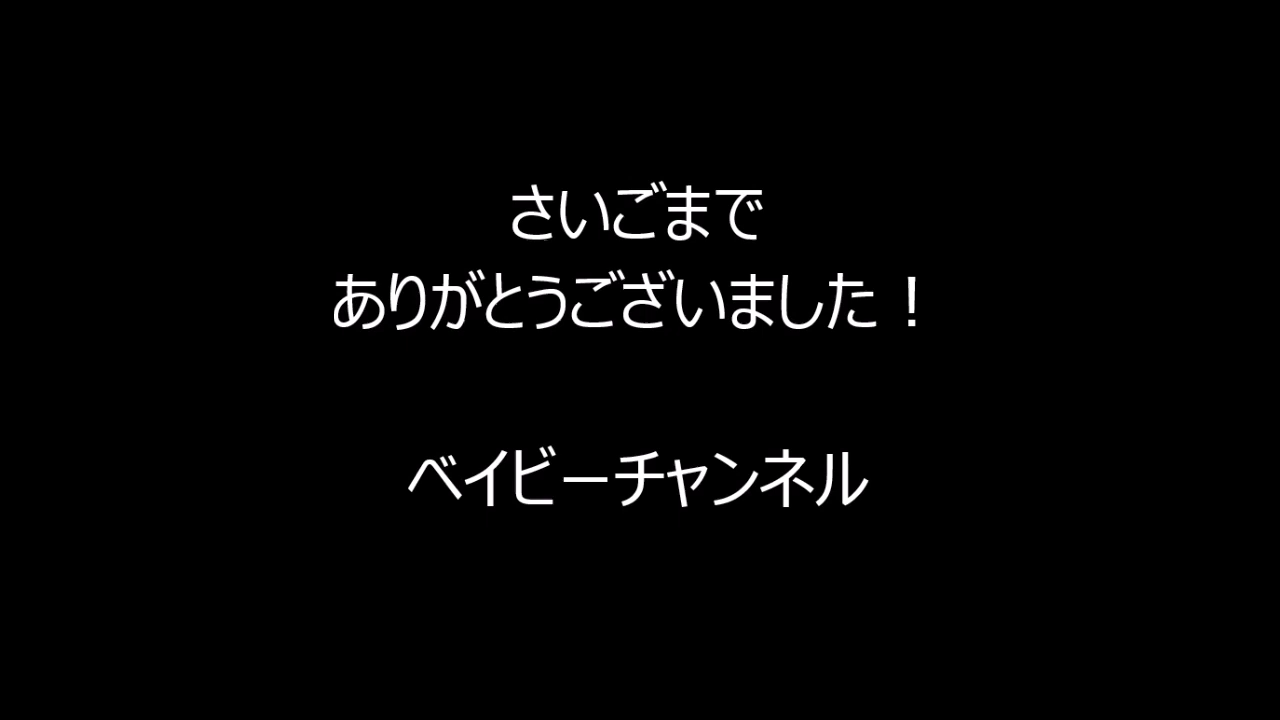 さいごまで
ありがとうございました！
ベイビーチャンネル